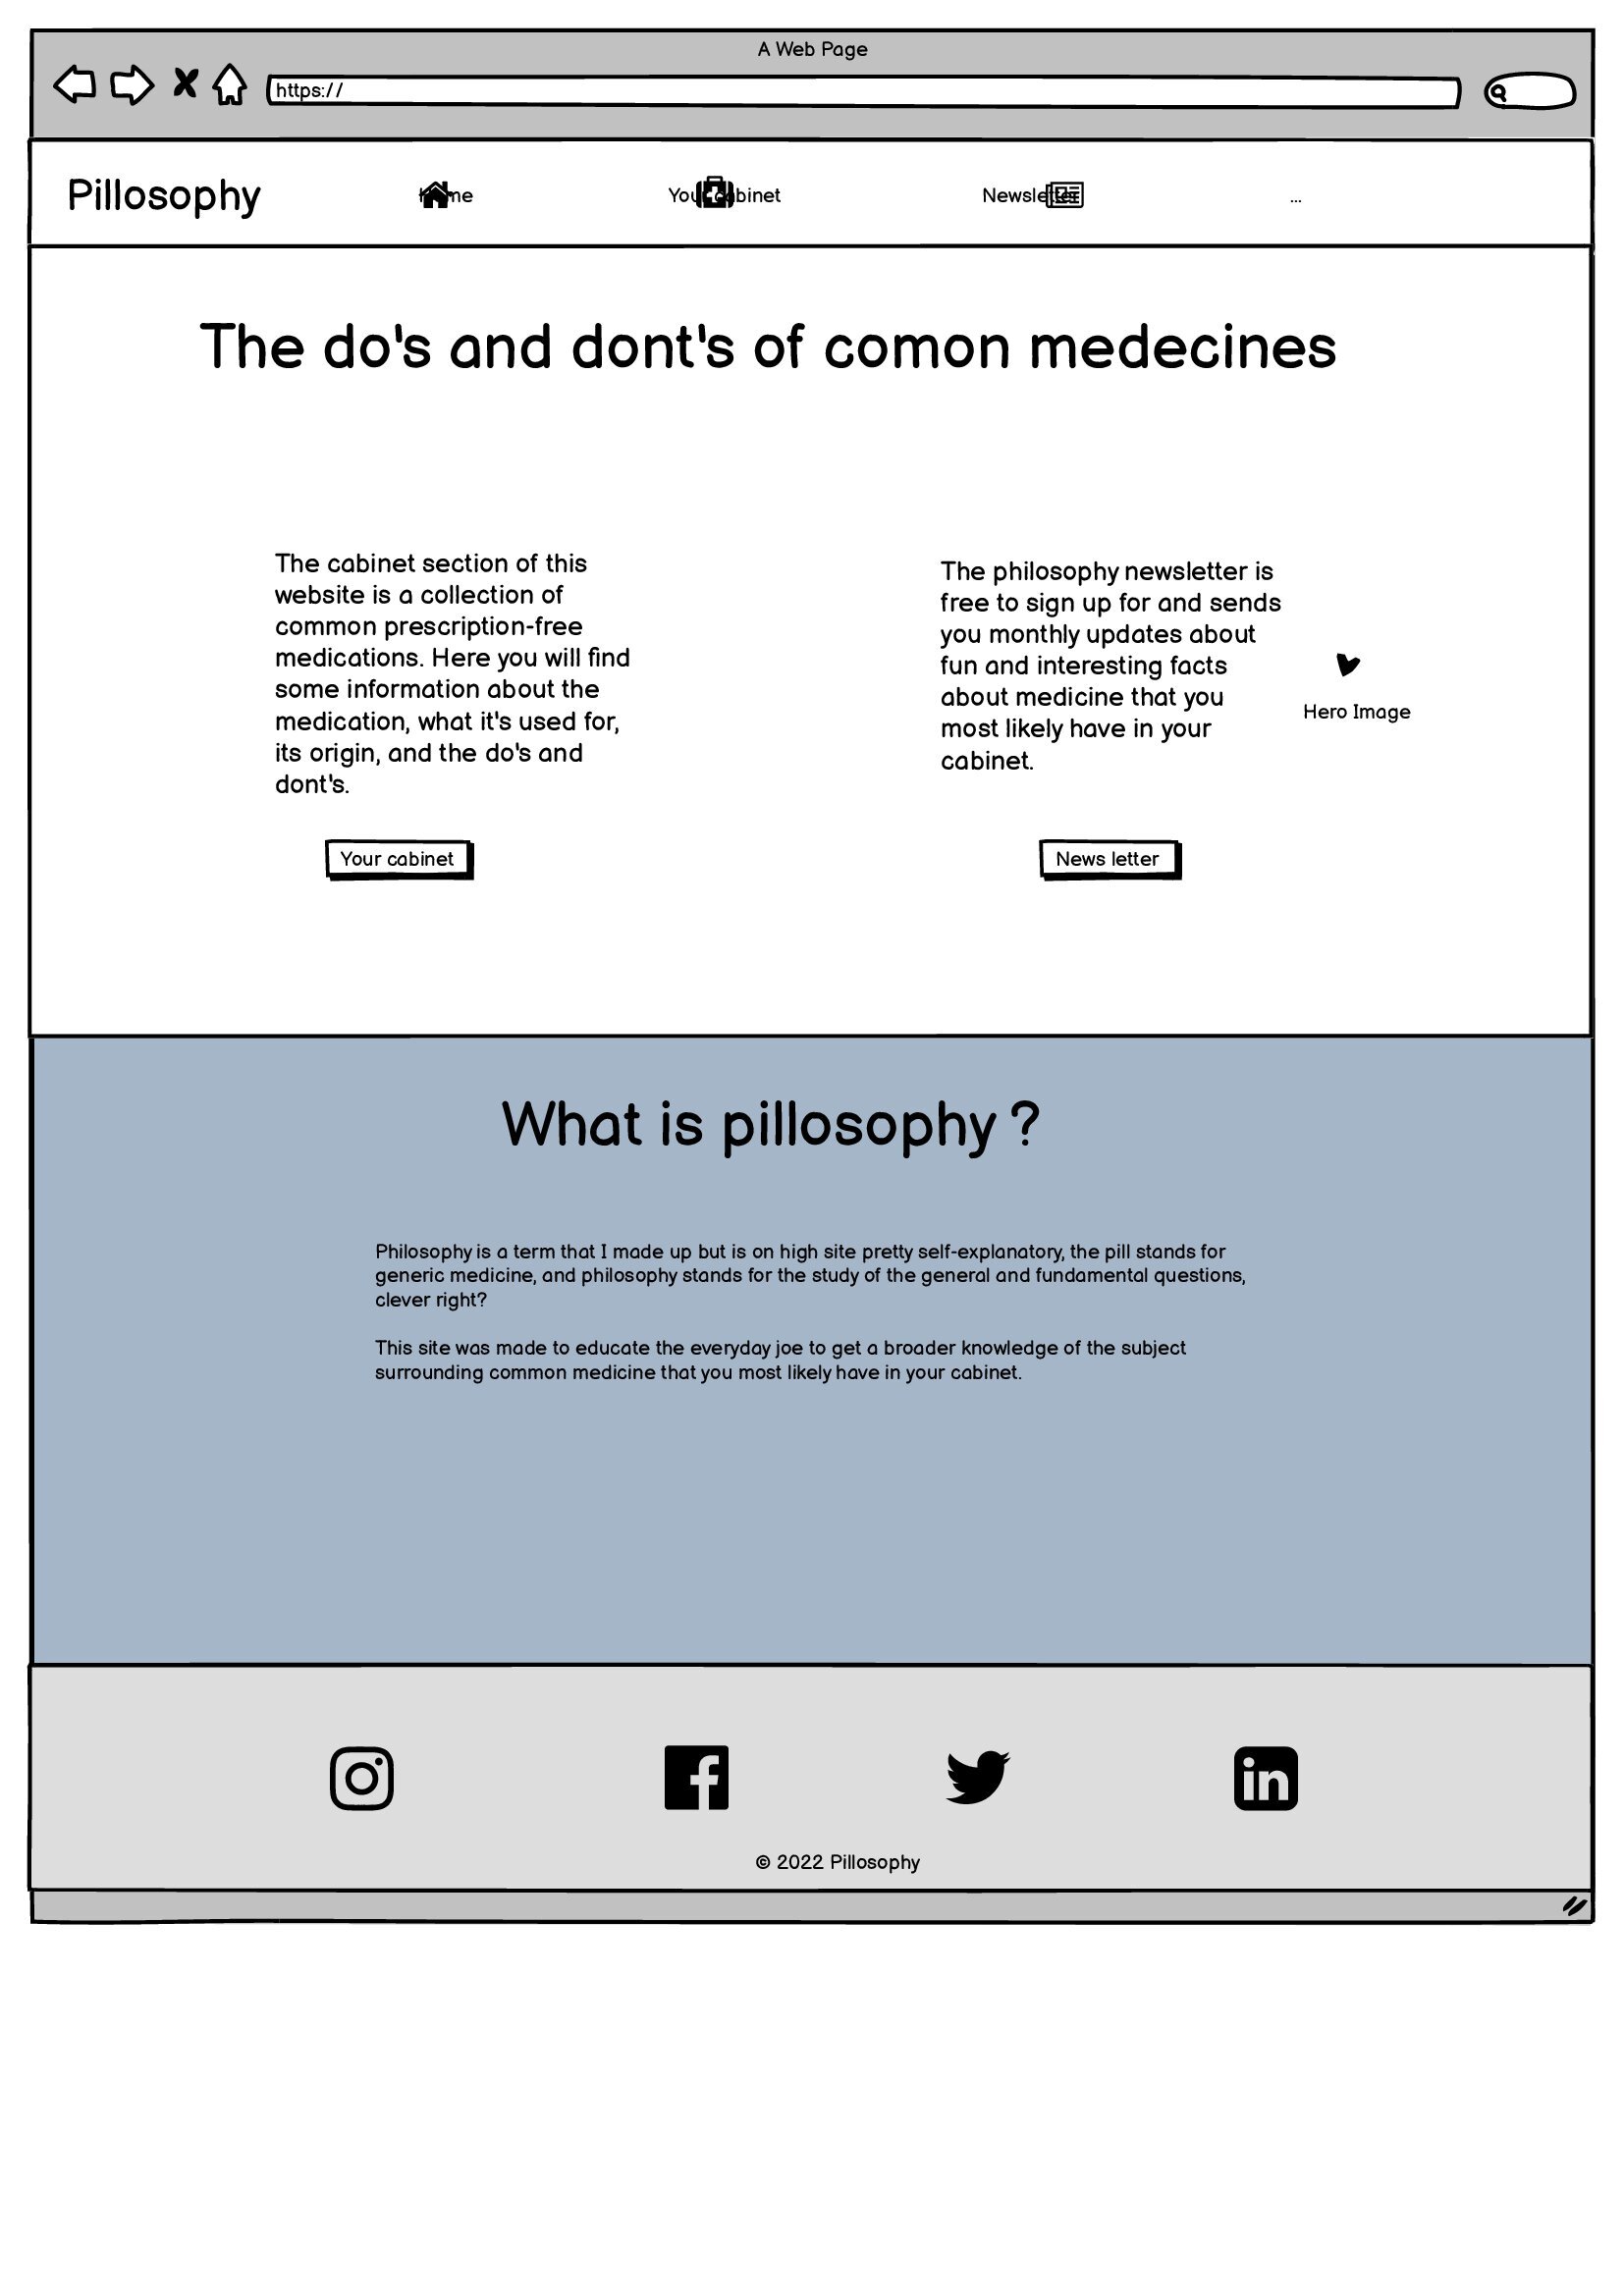 A Web Page
https://
Pillosophy
Home
Your cabinet
Newsletter
...
The do's and dont's of comon medecines
The cabinet section of this
website is a collection of
common prescription-free
medications. Here you will find
some information about the
medication, what it's used for,
its origin, and the do's and
dont's.
Your cabinet
The philosophy newsletter is
free to sign up for and sends
you monthly updates about
fun and interesting facts
about medicine that you
most likely have in your
cabinet.
Hero Image
News letter
What is pillosophy ?
Philosophy is a term that I made up but is on high site pretty self-explanatory, the pill stands for
generic medicine, and philosophy stands for the study of the general and fundamental questions,
clever right?
This site was made to educate the everyday joe to get a broader knowledge of the subject
surrounding common medicine that you most likely have in your cabinet.
© 2022 Pillosophy